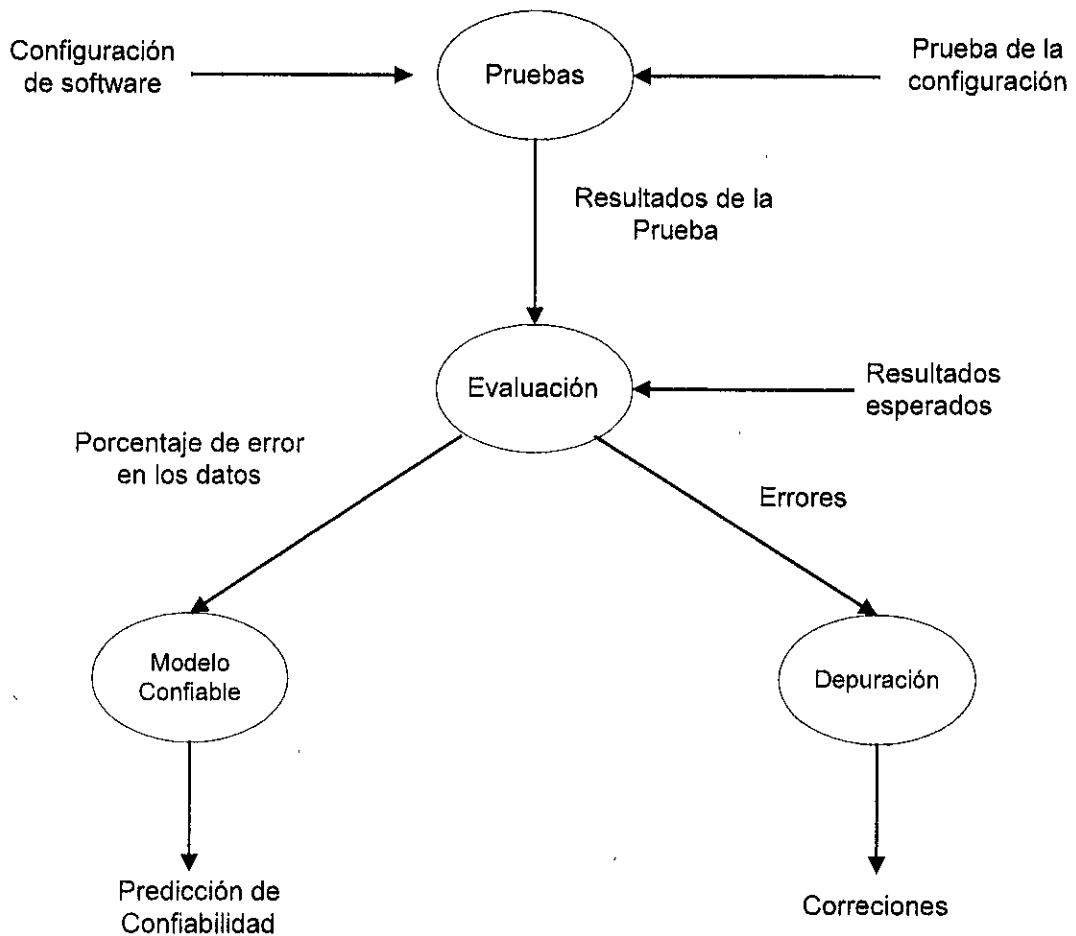 Configuración
de software
Pruebas
Prueba de la
configuración
Resultados de la
Prueba
Evaluación
Resultados
esperados
Porcentaje de error
en los datos
Errores
Modelo
Confiable
Depuración
Predicción de
Confiabilidad
Correciones